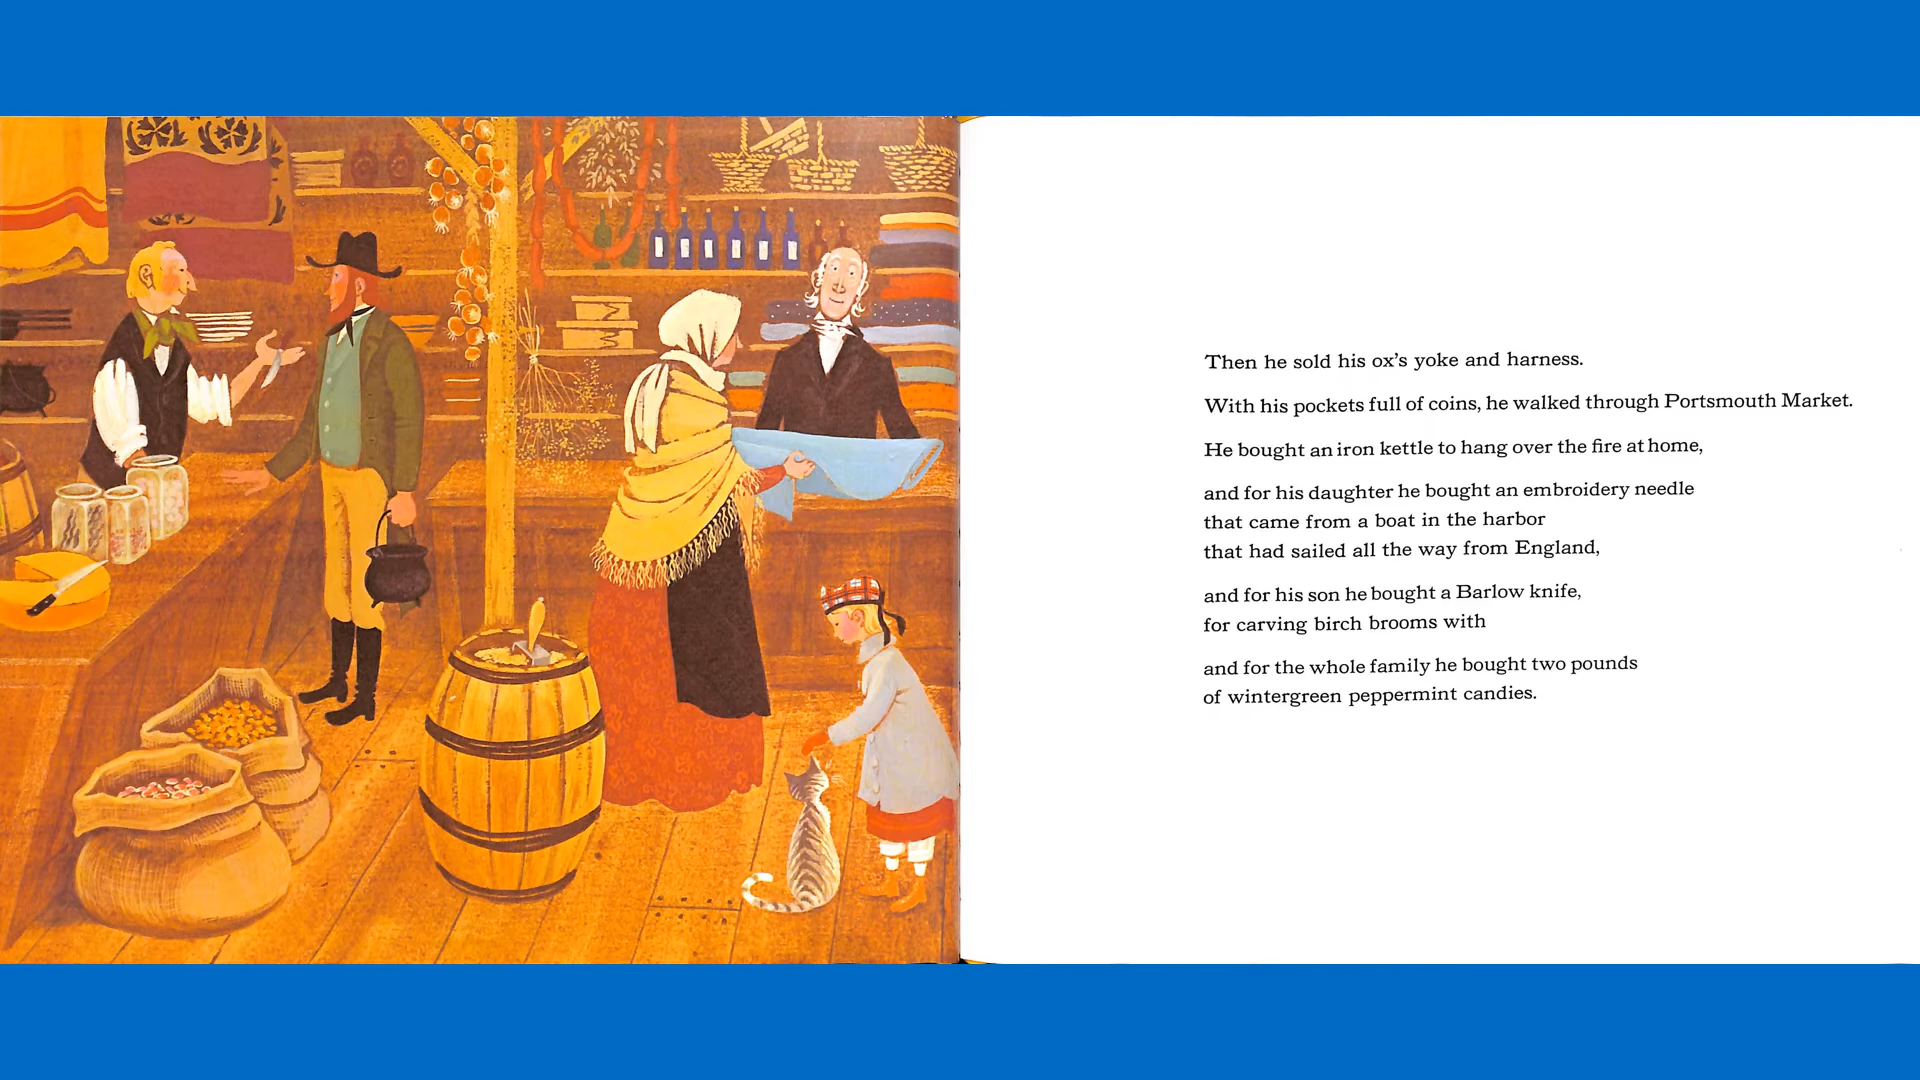 Then he sold his ox's yoke and harness.
With his pockets full of coins, he walked through Portsmouth Market.
He bought an iron kettle to hang over the fire at home,
and for his daughter he bought an embroidery needle
that came from a boat in the harbor
that had sailed all the way from England,
and for his son he bought a Barlow knife,
for carving birch brooms with
and for the whole family he bought two pounds
of wintergreen peppermint candies.